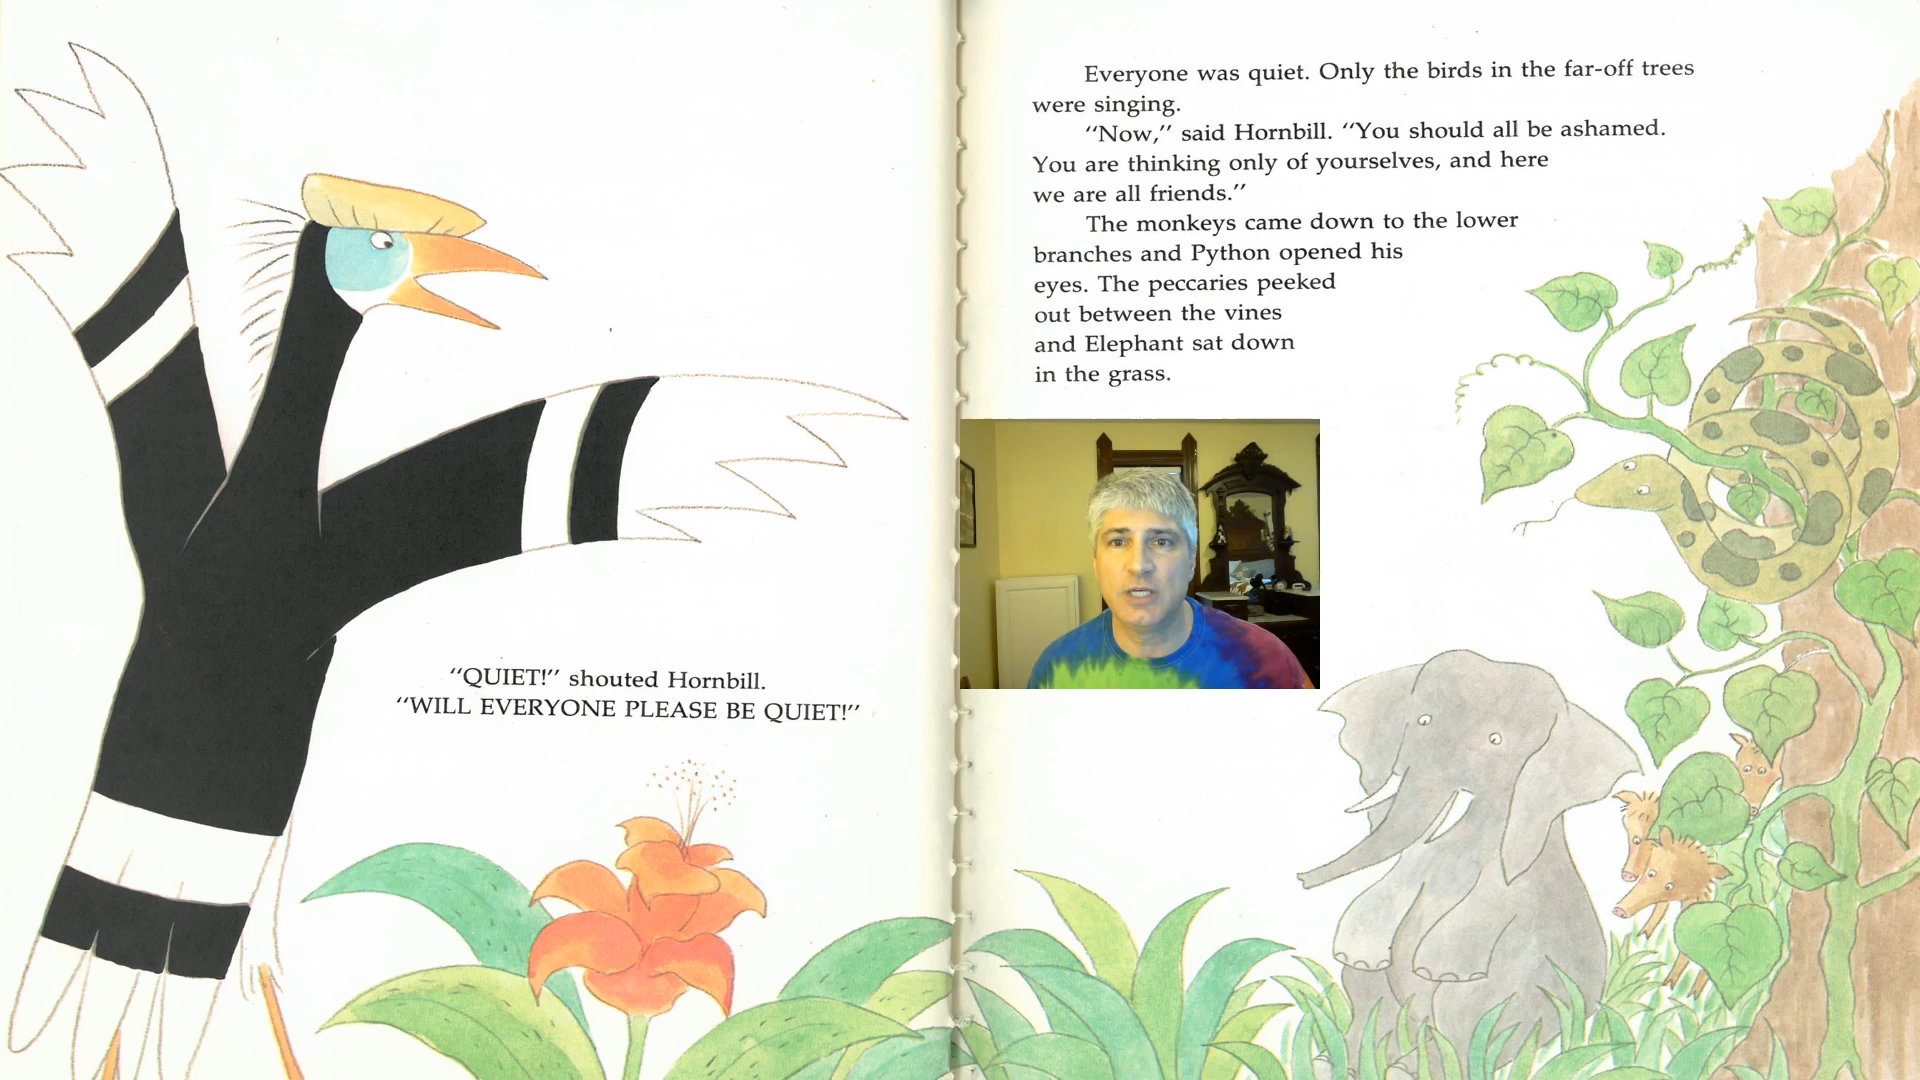 "QUIET!" shouted Hornbill.
"WILL EVERYONE PLEASE BE QUIET!"
Everyone was quiet. Only the birds in the far-off trees
were singing.
"Now," said Hornbill. "You should all be ashamed.
You are thinking only of yourselves, and here
we are all friends."
The monkeys came down to the lower
branches and Python opened his
eyes. The peccaries peeked
out between the vines
and Elephant sat down
in the grass.